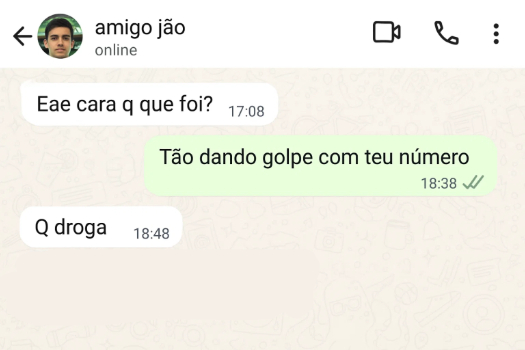 amigo jão
online
Eae cara q que foi?
17:08
Tão dando golpe com teu número
18:38
Q droga
18:48